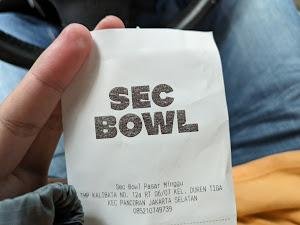 SEC
BOWL
Sec Bowl Pasar Minggu
TMP KALIBATA NO. 12a RT 06/07 KEL. DUREN TIGA
KEC PANCORAN JAKARTA SELATAN
085210749739